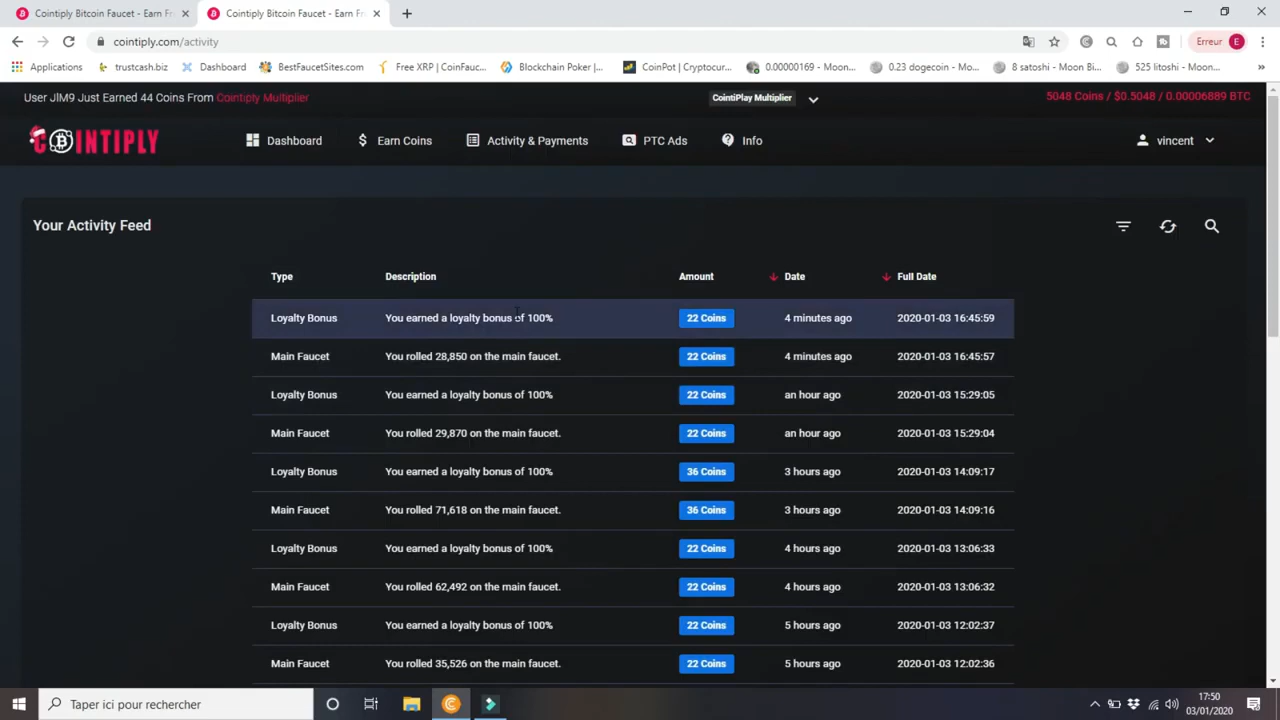 Cointiply Bitcoin Faucet - Earn Fr
Cointiply Bitcoin Faucet - Earn Fr
cointiply.com/activity
Erreur E
Applications
trustcash.biz
Dashboard
BestFaucetSites.com
Free XRP | CoinFauc...
Blockchain Poker |...
CoinPot | Cryptocur...
0.00000169 - Moon...
0.23 dogecoin - Mo...
8 satoshi - Moon Bi...
525 litoshi - Moon...
User JIM9 Just Earned 44 Coins From Cointiply Multiplier
CointiPlay Multiplier
5048 Coins / $0.5048 / 0.00006889 BTC
COINTIPLY
Dashboard
Earn Coins
Activity & Payments
PTC Ads
Info
vincent
Your Activity Feed
Type Description Amount Date Full Date
Loyalty Bonus You earned a loyalty bonus of 100% 22 Coins 4 minutes ago 2020-01-03 16:45:59
Main Faucet You rolled 28,850 on the main faucet. 22 Coins 4 minutes ago 2020-01-03 16:45:57
Loyalty Bonus You earned a loyalty bonus of 100% 22 Coins an hour ago 2020-01-03 15:29:05
Main Faucet You rolled 29,870 on the main faucet. 22 Coins an hour ago 2020-01-03 15:29:04
Loyalty Bonus You earned a loyalty bonus of 100% 36 Coins 3 hours ago 2020-01-03 14:09:17
Main Faucet You rolled 71,618 on the main faucet. 36 Coins 3 hours ago 2020-01-03 14:09:16
Loyalty Bonus You earned a loyalty bonus of 100% 22 Coins 4 hours ago 2020-01-03 13:06:33
Main Faucet You rolled 62,492 on the main faucet. 22 Coins 4 hours ago 2020-01-03 13:06:32
Loyalty Bonus You earned a loyalty bonus of 100% 22 Coins 5 hours ago 2020-01-03 12:02:37
Main Faucet You rolled 35,526 on the main faucet. 22 Coins 5 hours ago 2020-01-03 12:02:36
Taper ici pour rechercher
17:50
03/01/2020